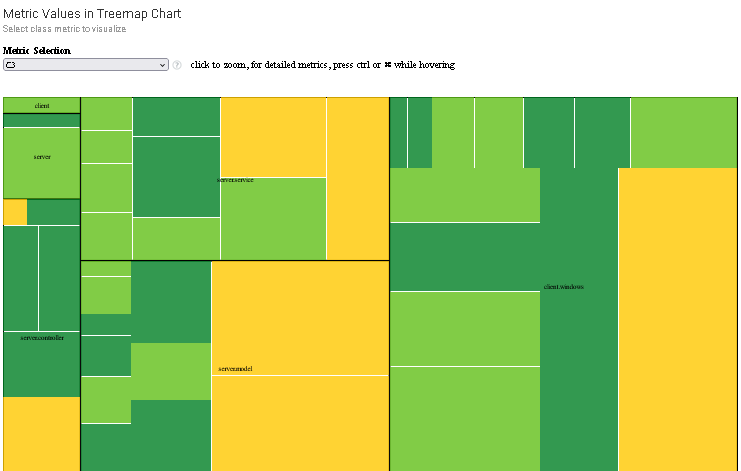 Metric Values in Treemap Chart
Select class metric to visualize
Metric Selection
C3
? click to zoom, for detailed metrics, press ctrl or ⌘ while hovering
client
server
server.service
client.windows
server.controller
server.model